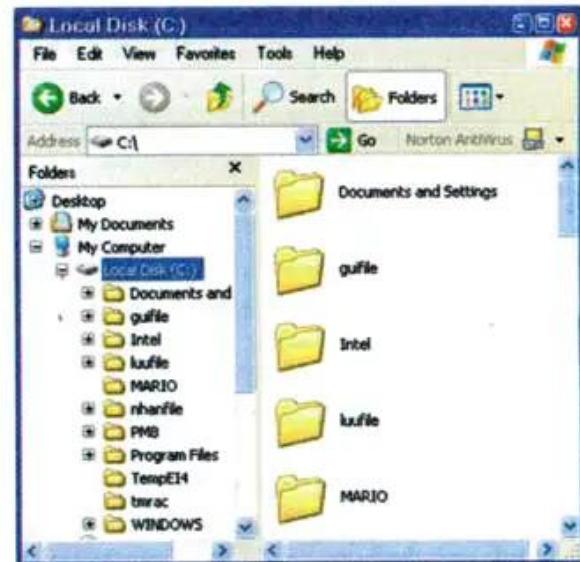 Local Disk (C:)
File Edit View Favorites Tools Help
Back Search Folders
Address C:\ Go Norton AntiVirus
Folders x
Desktop
My Documents
My Computer
Local Disk (C:)
Documents and
guifile
Intel
luufile
MARIO
nhanfile
PM8
Program Files
TempEI4
tmrac
WINDOWS
Documents and Settings
guifile
Intel
luufile
MARIO